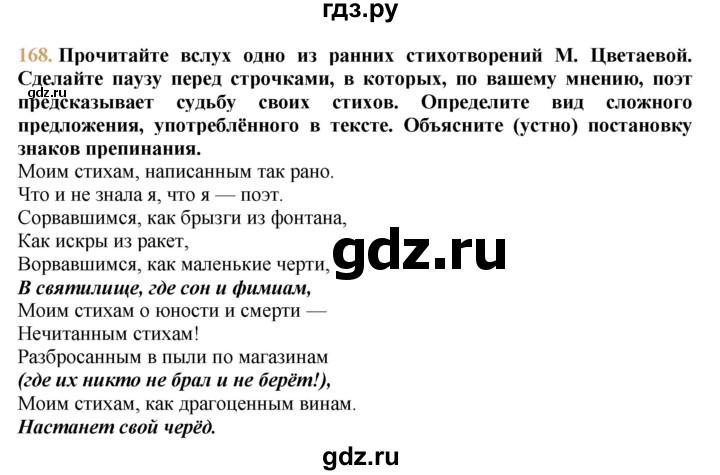 гдз.ру
168. Прочитайте вслух одно из ранних стихотворений М. Цветаевой.
Сделайте паузу перед строчками, в которых, по вашему мнению, поэт
gdz.ru
предсказывает судьбу своих стихов. Определите вид сложного
предложения, употреблённого в тексте. Объясните (устно) постановку
знаков препинания.
Моим стихам, написанным так рано.
Что и не знала я, что я — поэт.
Сорвавшимся, как брызги из фонтана,
Как искры из ракет,
gdz.ru
Ворвавшимся, как маленькие черти,
В святилище, где сон и фимиам,
Моим стихам о юности и смерти —
Нечитанным стихам!
Разбросанным в пыли по магазинам
(где их никто не брал и не берёт!),
Моим стихам, как драгоценным винам.
Настанет свой черёд.
gdz.ru